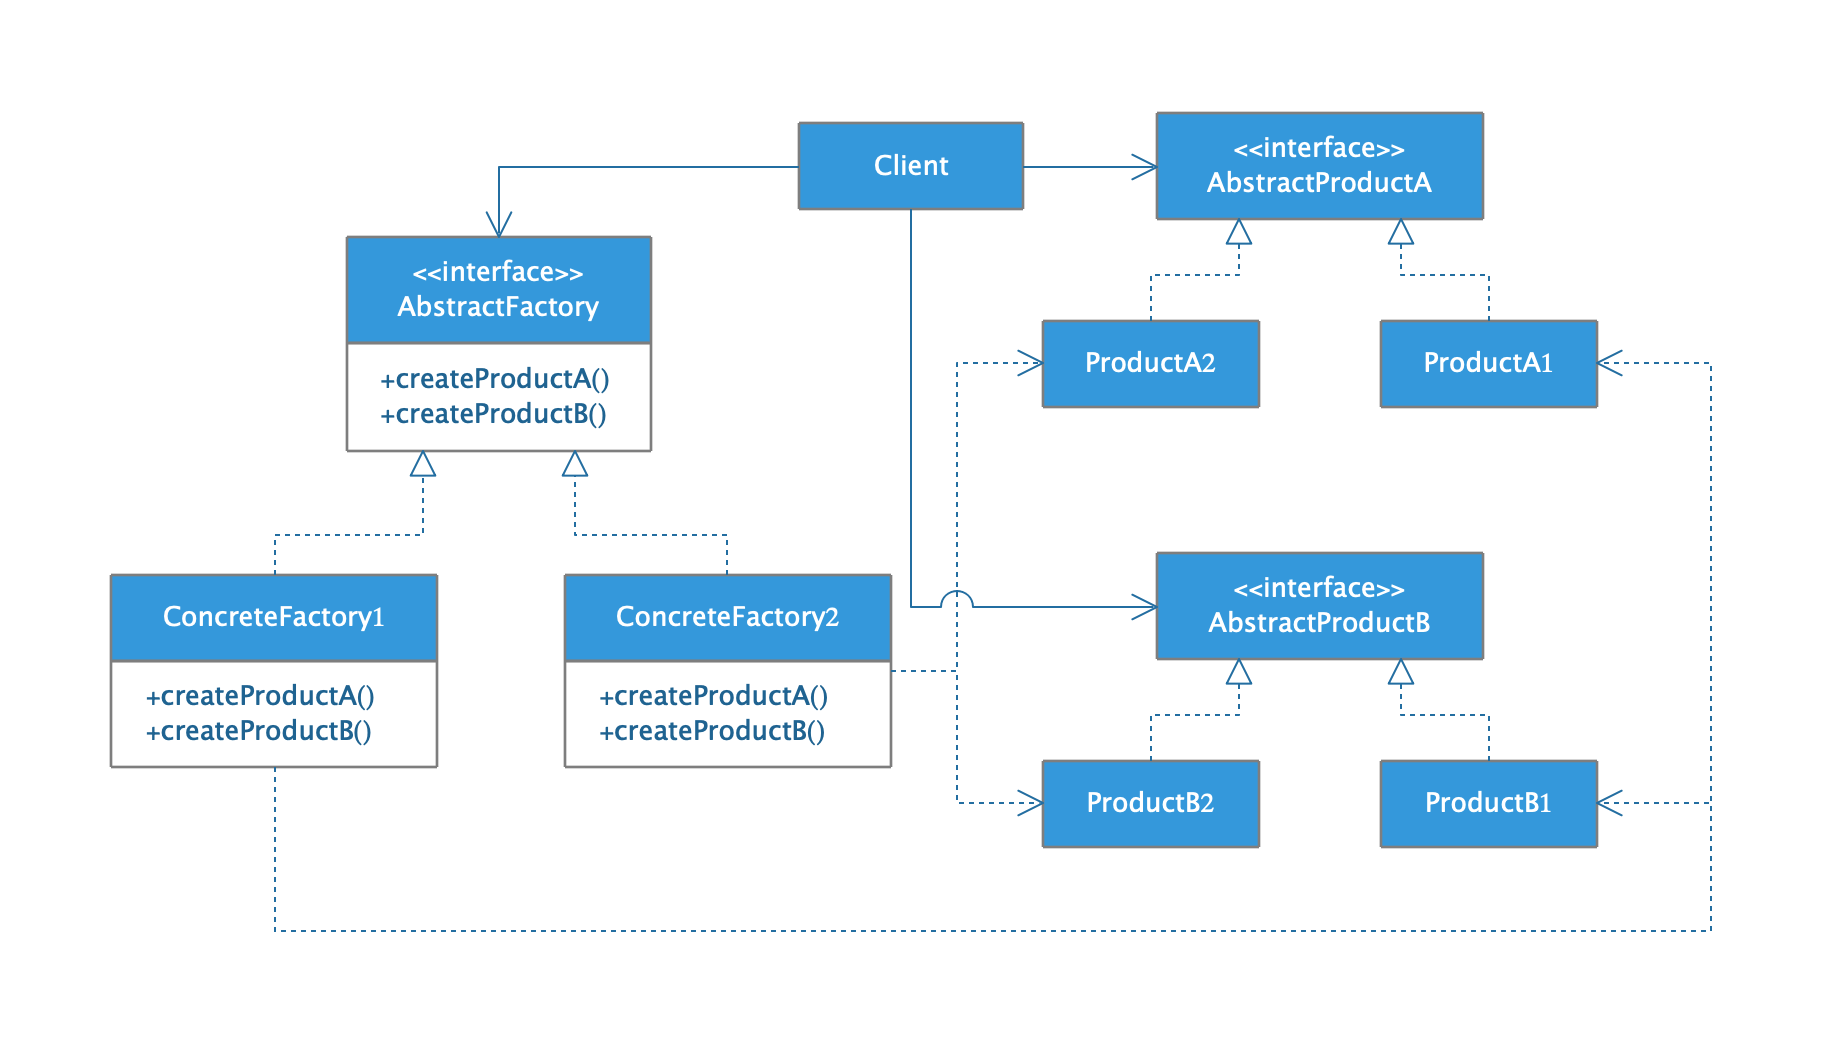 Client
<<interface>>
AbstractProductA
<<interface>>
AbstractFactory
+createProductA()
+createProductB()
ProductA2
ProductA1
ConcreteFactory1
+createProductA()
+createProductB()
ConcreteFactory2
+createProductA()
+createProductB()
<<interface>>
AbstractProductB
ProductB2
ProductB1